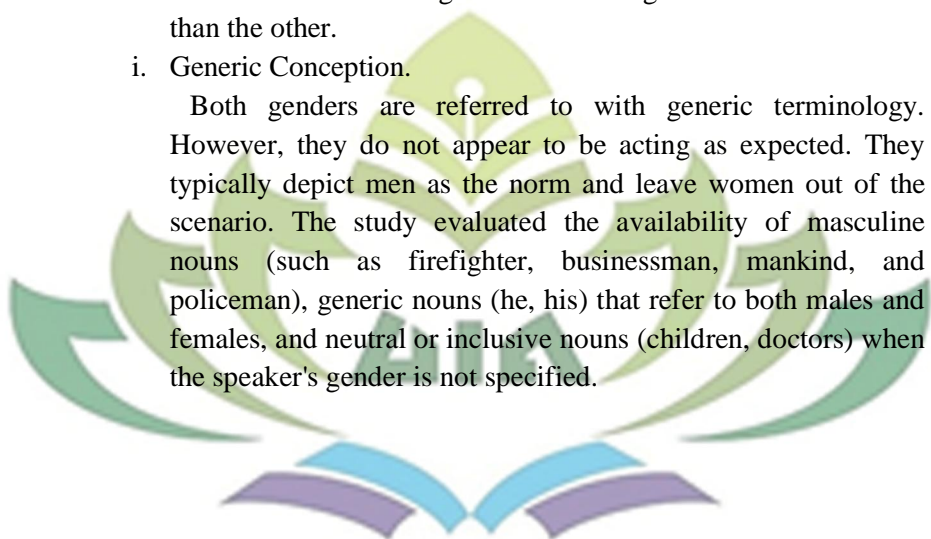 than the other.
i. Generic Conception.
Both genders are referred to with generic terminology.
However, they do not appear to be acting as expected. They
typically depict men as the norm and leave women out of the
scenario. The study evaluated the availability of masculine
nouns (such as firefighter, businessman, mankind, and
policeman), generic nouns (he, his) that refer to both males and
females, and neutral or inclusive nouns (children, doctors) when
the speaker's gender is not specified.